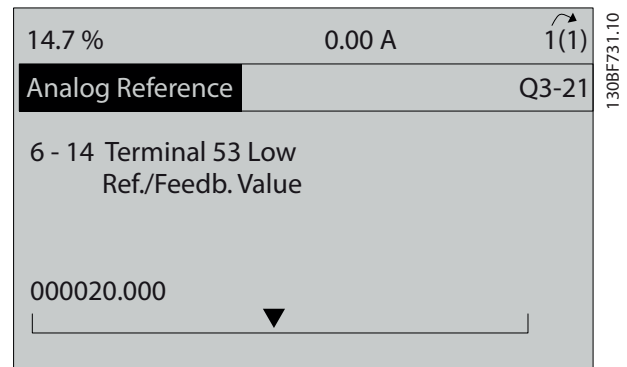 14.7 % 0.00 A 1(1)
Analog Reference Q3-21
6 - 14 Terminal 53 Low
Ref./Feedb. Value
000020.000
130BF731.10